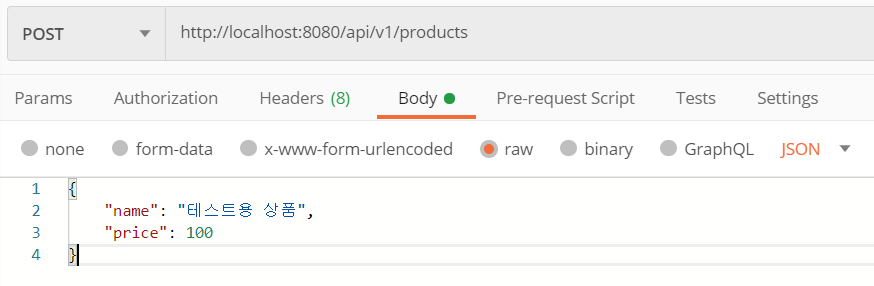 POST http://localhost:8080/api/v1/products
Params Authorization Headers (8) Body Pre-request Script Tests Settings
none form-data x-www-form-urlencoded raw binary GraphQL JSON
1 {
2 "name": "테스트용 상품",
3 "price": 100
4 }